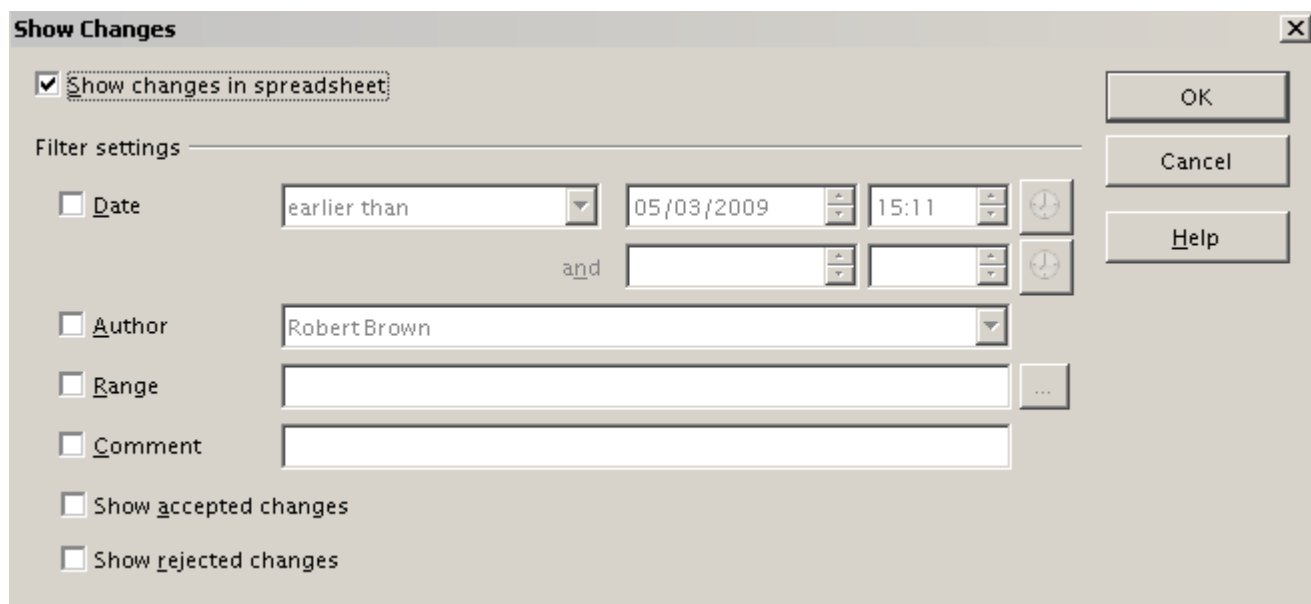 Show Changes
Show changes in spreadsheet
OK
Filter settings
Cancel
Date earlier than 05/03/2009 15:11
Help
and
Author Robert Brown
Range ...
Comment
Show accepted changes
Show rejected changes